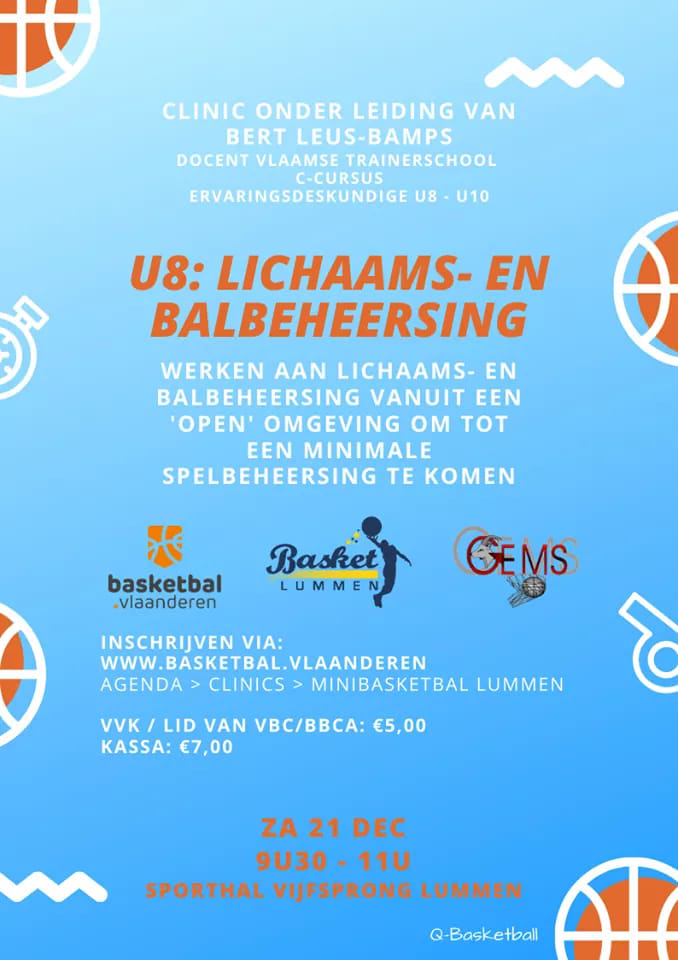 CLINIC ONDER LEIDING VAN
BERT LEUS-BAMPS
DOCENT VLAAMSE TRAINERSCHOOL
C-CURSUS
ERVARINGSDESKUNDIGE U8 - U10
U8: LICHAAMS- EN
BALBEHEERSING
WERKEN AAN LICHAAMS- EN
BALBEHEERSING VANUIT EEN
'OPEN' OMGEVING OM TOT
EEN MINIMALE
SPELBEHEERSING TE KOMEN
basketbal
.vlaanderen
Basket
LUMMEN
GEMS
INSCHRIJVEN VIA:
WWW.BASKETBAL.VLAANDEREN
AGENDA > CLINICS > MINIBASKETBAL LUMMEN
VVK / LID VAN VBC/BBCA: €5,00
KASSA: €7,00
ZA 21 DEC
9U30 - 11U
SPORTHAL VIJFSPRONG LUMMEN
Q-Basketball